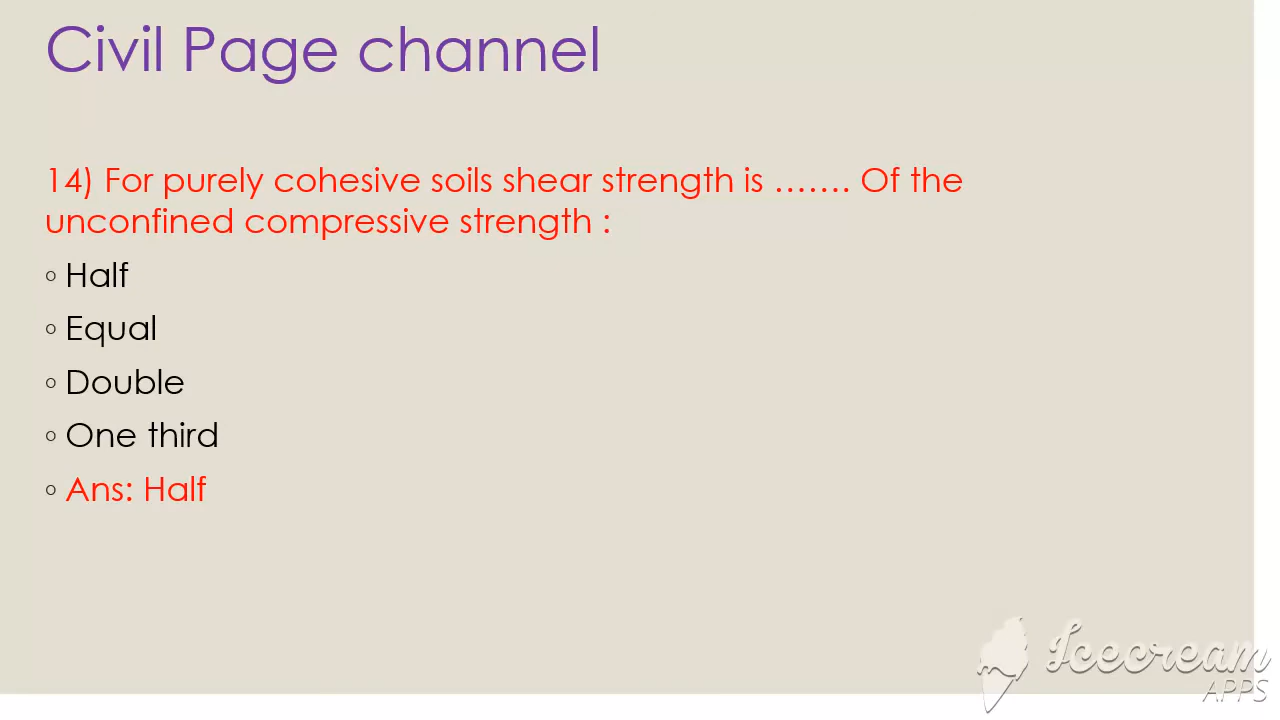 Civil Page channel
14) For purely cohesive soils shear strength is ……. Of the
unconfined compressive strength :
◦ Half
◦ Equal
◦ Double
◦ One third
◦ Ans: Half
Icecream
APPS